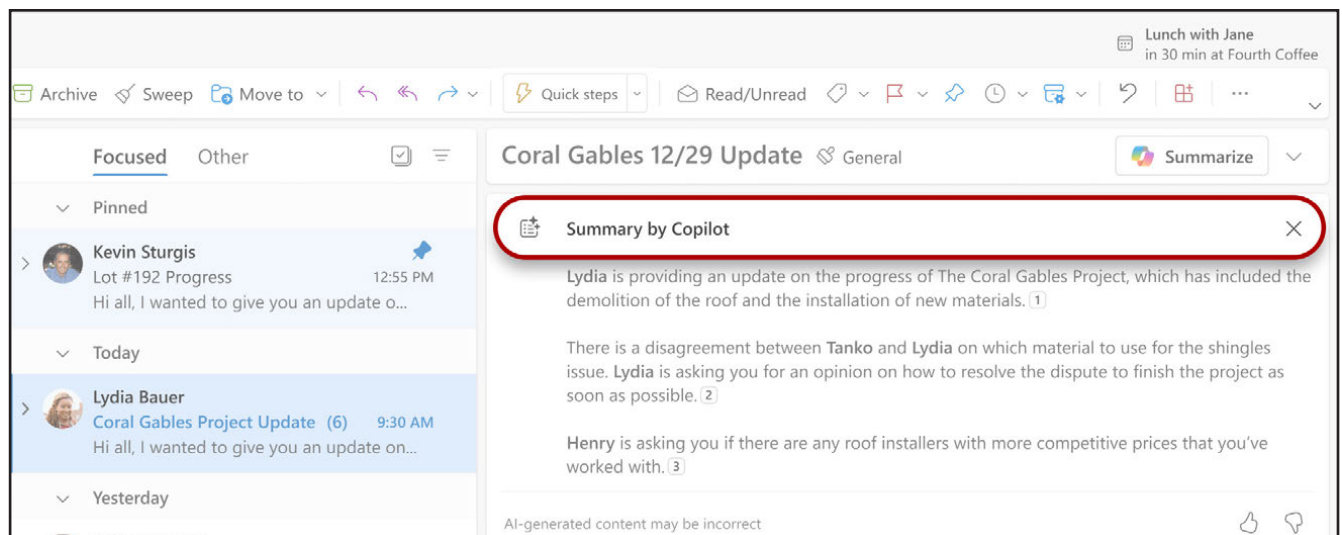 Lunch with Jane
in 30 min at Fourth Coffee
Archive Sweep Move to Quick steps Read/Unread ...
Focused Other
Pinned
Kevin Sturgis
Lot #192 Progress 12:55 PM
Hi all, I wanted to give you an update o...
Today
Lydia Bauer
Coral Gables Project Update (6) 9:30 AM
Hi all, I wanted to give you an update on...
Yesterday
Coral Gables 12/29 Update General Summarize
Summary by Copilot
Lydia is providing an update on the progress of The Coral Gables Project, which has included the
demolition of the roof and the installation of new materials. 1
There is a disagreement between Tanko and Lydia on which material to use for the shingles
issue. Lydia is asking you for an opinion on how to resolve the dispute to finish the project as
soon as possible. 2
Henry is asking you if there are any roof installers with more competitive prices that you've
worked with. 3
AI-generated content may be incorrect